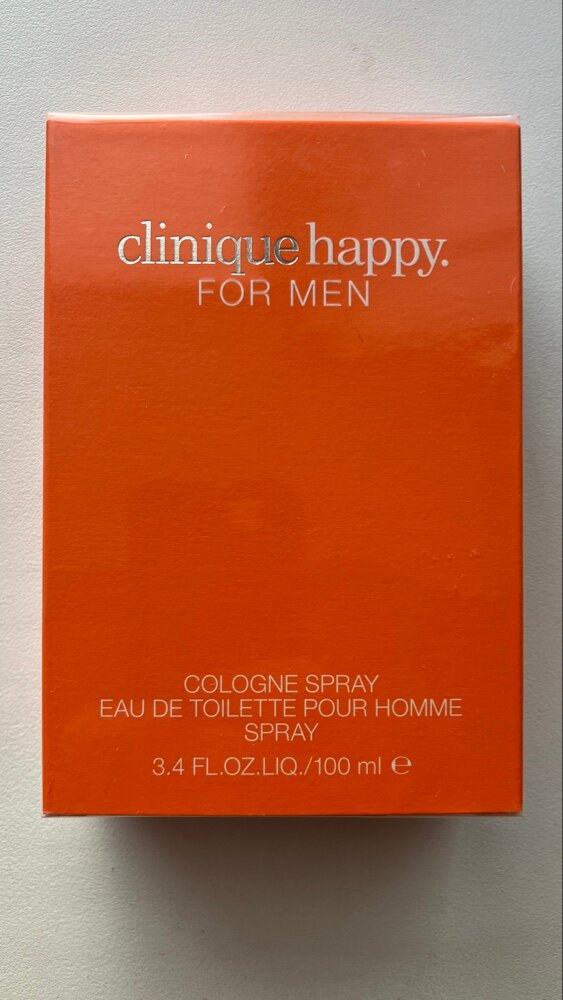 clinique happy.
FOR MEN
COLOGNE SPRAY
EAU DE TOILETTE POUR HOMME
SPRAY
3.4 FL.OZ.LIQ./100 ml ℮